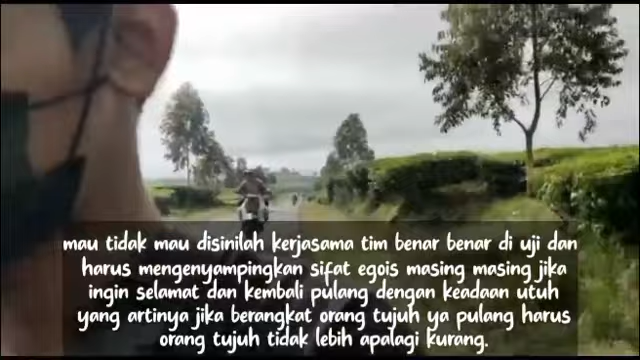 mau tidak mau disinilah kerjasama tim benar benar di uji dan
harus mengenyampingkan sifat egois masing masing jika
ingin selamat dan kembali pulang dengan keadaan utuh
yang artinya jika berangkat orang tujuh ya pulang harus
orang tujuh tidak lebih apalagi kurang.